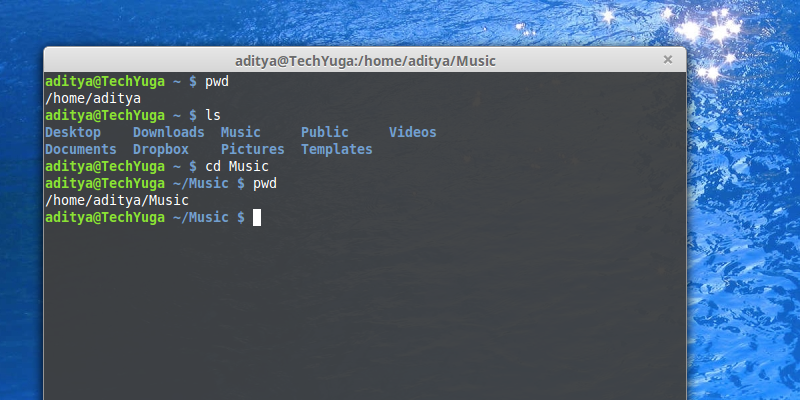 aditya@TechYuga:/home/aditya/Music
aditya@TechYuga ~ $ pwd
/home/aditya
aditya@TechYuga ~ $ ls
Desktop    Downloads  Music     Public     Videos
Documents  Dropbox    Pictures  Templates
aditya@TechYuga ~ $ cd Music
aditya@TechYuga ~/Music $ pwd
/home/aditya/Music
aditya@TechYuga ~/Music $